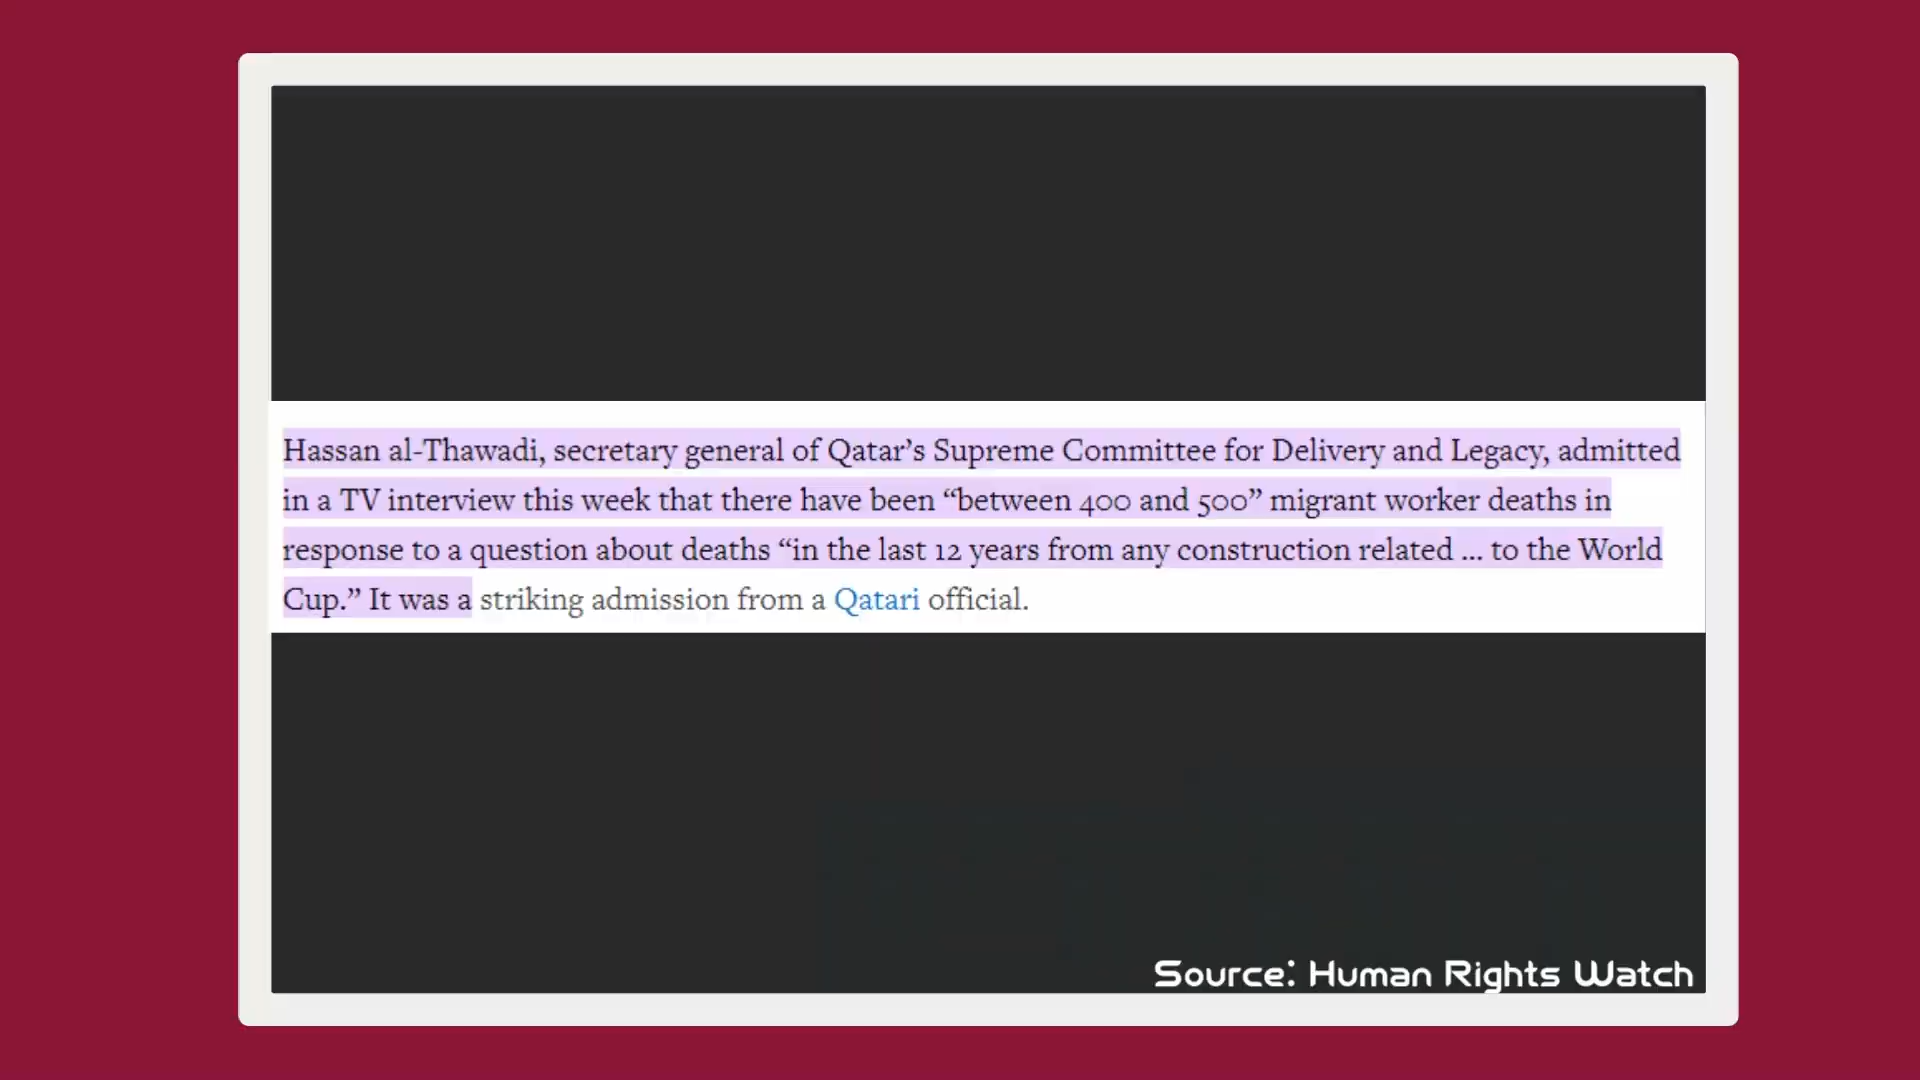 Hassan al-Thawadi, secretary general of Qatar’s Supreme Committee for Delivery and Legacy, admitted
in a TV interview this week that there have been “between 400 and 500” migrant worker deaths in
response to a question about deaths “in the last 12 years from any construction related ... to the World
Cup.” It was a striking admission from a Qatari official.
Source: Human Rights Watch